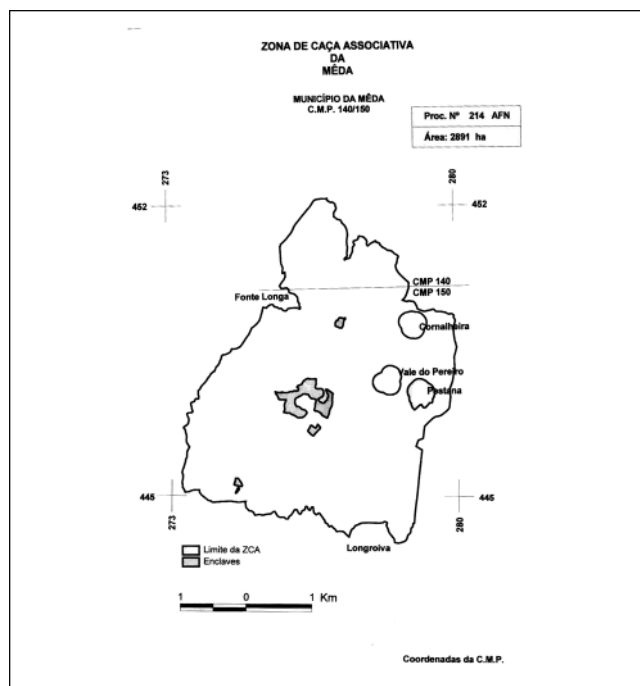 ZONA DE CAÇA ASSOCIATIVA
DA
MÊDA
MUNICÍPIO DA MÊDA
C.M.P. 140/150
Proc. Nº 214 AFN
Área: 2891 ha
273
280
452
452
CMP 140
CMP 150
Fonte Longa
Cornalheira
Vale do Pereiro
Pestana
445
445
273
280
Longroiva
Limite da ZCA
Enclaves
1 0 1 Km
Coordenadas da C.M.P.